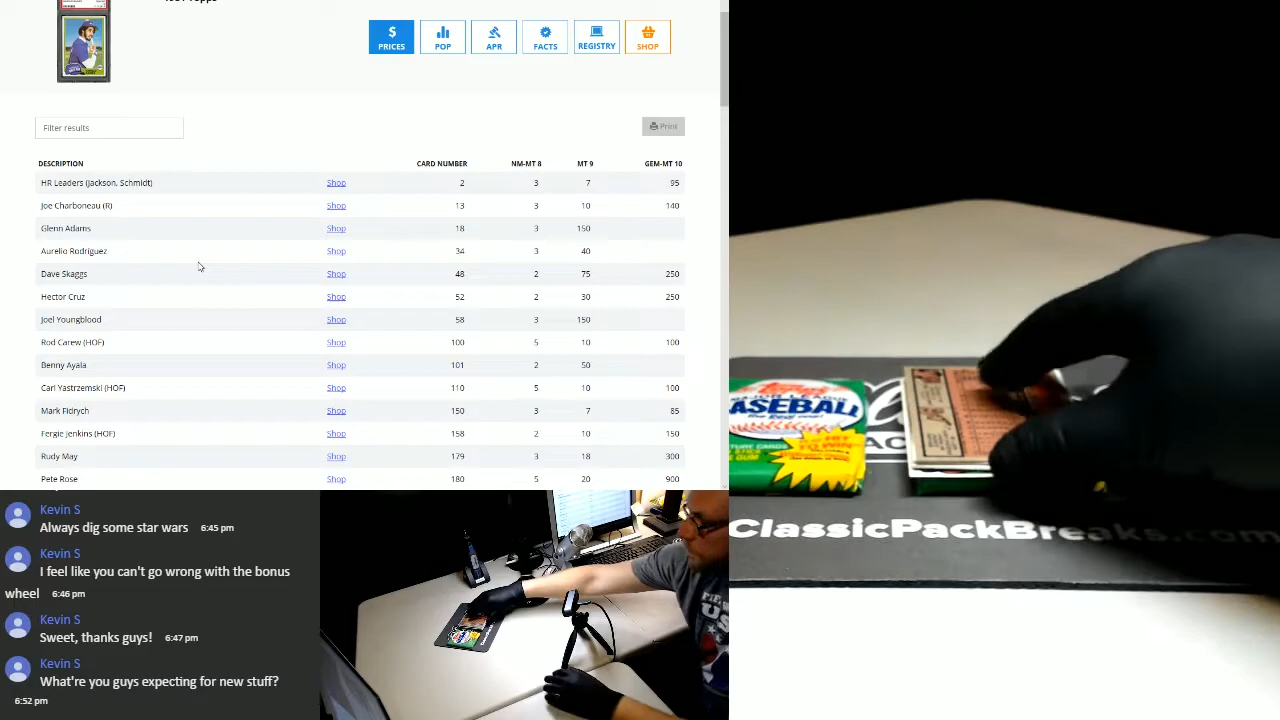 $ PRICES
POP
APR
FACTS
REGISTRY
SHOP
Filter results
Print
DESCRIPTION CARD NUMBER NM-MT 8 MT 9 GEM-MT 10
HR Leaders (Jackson, Schmidt) Shop 2 3 7 95
Joe Charboneau (R) Shop 13 3 10 140
Glenn Adams Shop 18 3 150
Aurelio Rodriguez Shop 34 3 40
Dave Skaggs Shop 48 2 75 250
Hector Cruz Shop 52 2 30 250
Joel Youngblood Shop 58 3 150
Rod Carew (HOF) Shop 100 5 10 100
Benny Ayala Shop 101 2 50
Carl Yastrzemski (HOF) Shop 110 5 10 100
Mark Fidrych Shop 150 3 7 85
Fergie Jenkins (HOF) Shop 158 2 10 150
Rudy May Shop 179 3 18 300
Pete Rose Shop 180 5 20 900
Kevin S
Always dig some star wars 6:45 pm
Kevin S
I feel like you can't go wrong with the bonus
wheel 6:46 pm
Kevin S
Sweet, thanks guys! 6:47 pm
Kevin S
What're you guys expecting for new stuff?
6:52 pm
MAJOR LEAGUE
BASEBALL
ClassicPackBreaks.com